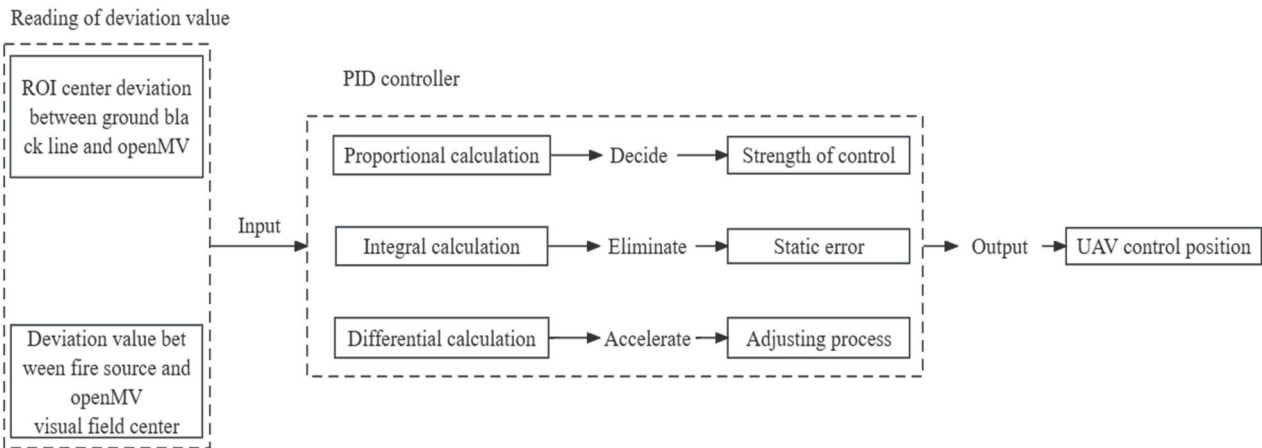 Reading of deviation value
ROI center deviation
between ground bla
ck line and openMV
Deviation value bet
ween fire source and
openMV
visual field center
Input
PID controller
Proportional calculation
Decide
Strength of control
Integral calculation
Eliminate
Static error
Differential calculation
Accelerate
Adjusting process
Output
UAV control position